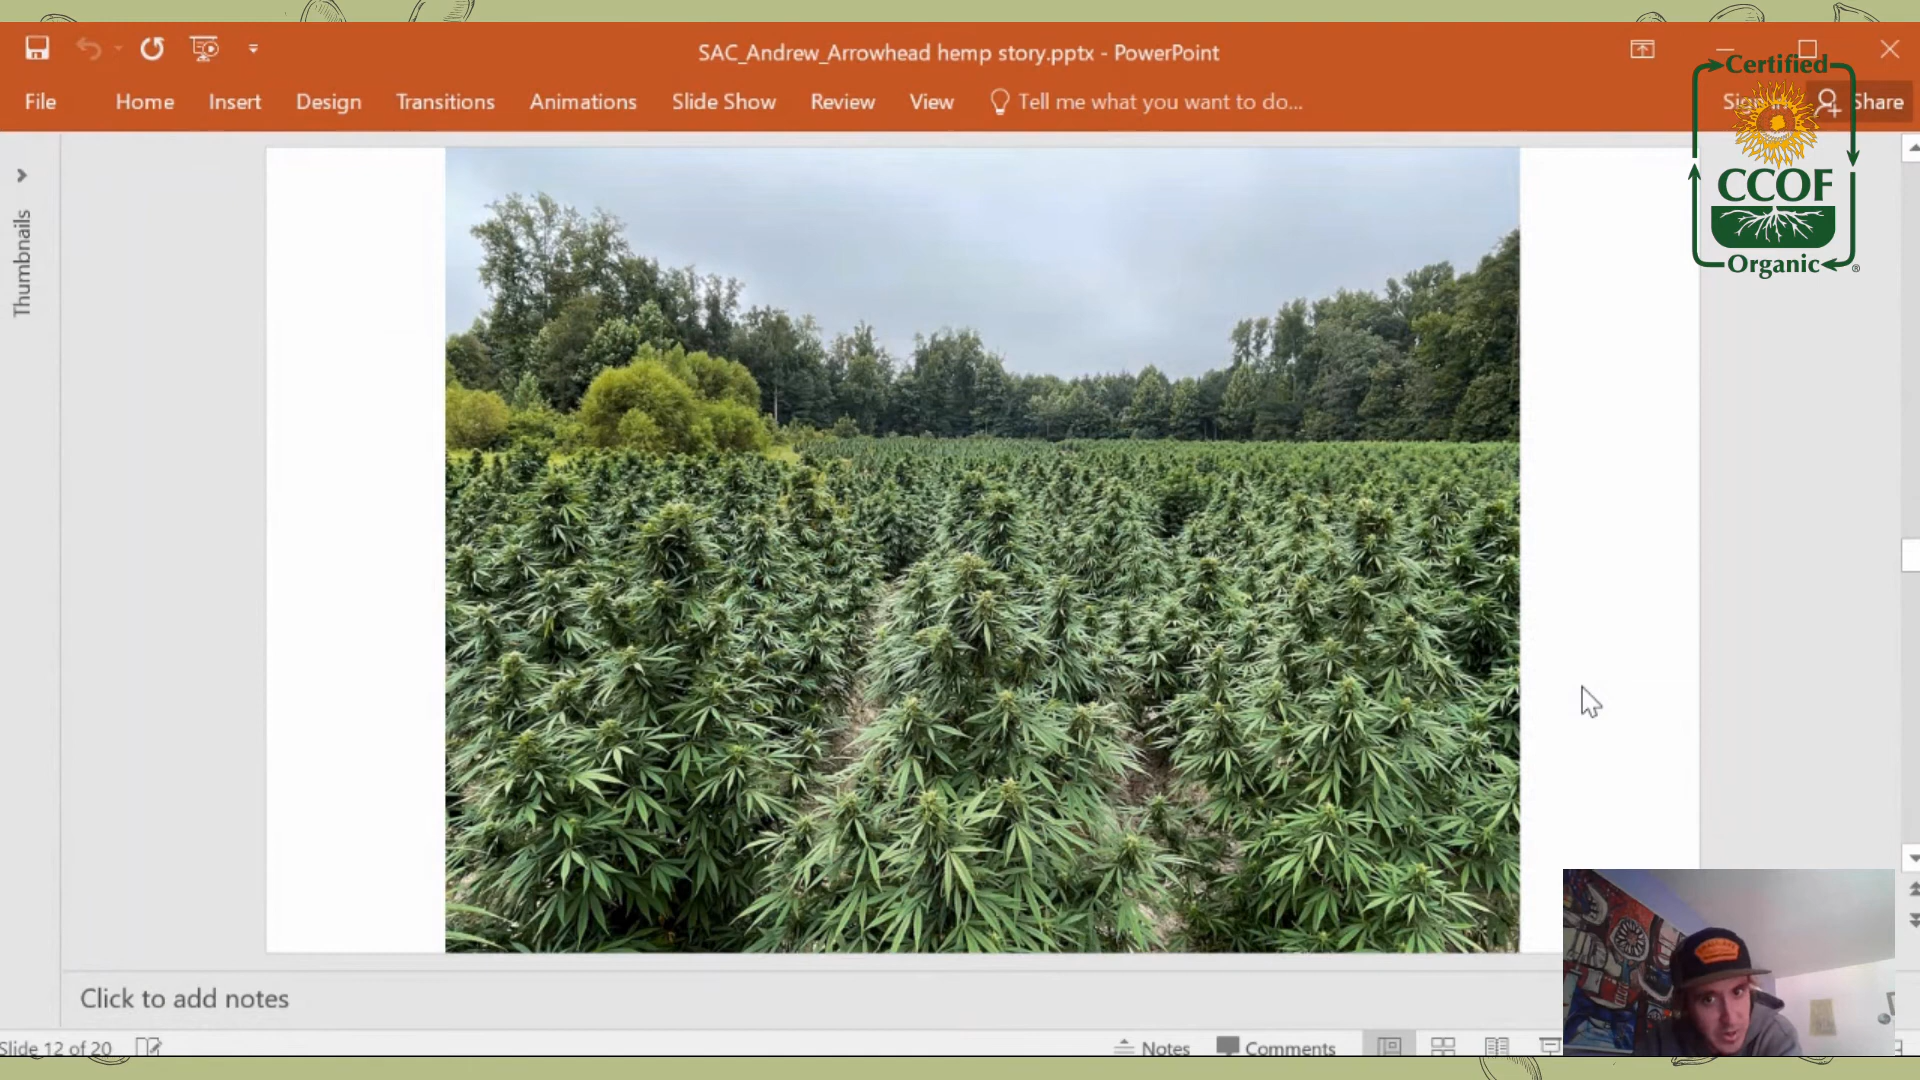 SAC_Andrew_Arrowhead hemp story.pptx - PowerPoint
File Home Insert Design Transitions Animations Slide Show Review View Tell me what you want to do... Share
Certified
CCOF
Organic
®
Thumbnails
Click to add notes
Slide 12 of 20
Notes Comments